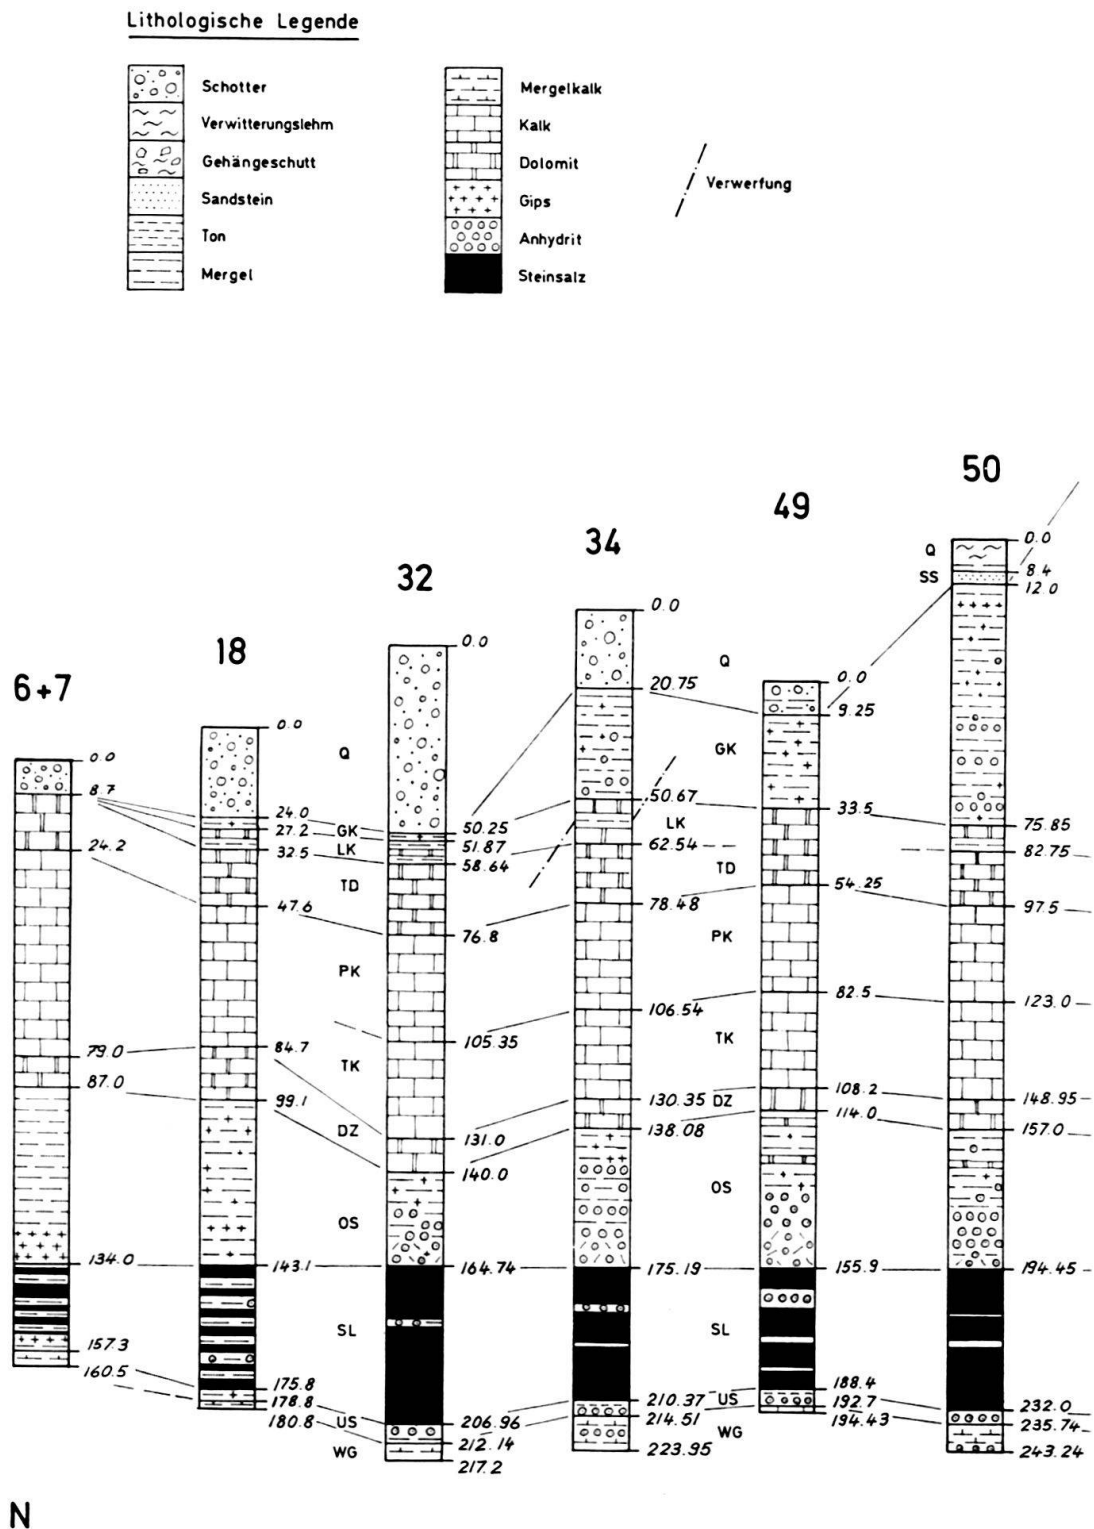 Lithologische Legende
Schotter
Verwitterungslehm
Gehängeschutt
Sandstein
Ton
Mergel
Mergelkalk
Kalk
Dolomit
Gips
Anhydrit
Steinsalz
Verwerfung
6+7
0.0
8.7
24.2
79.0
87.0
134.0
157.3
160.5
18
0.0
24.0
27.2
32.5
47.6
84.7
99.1
143.1
175.8
178.8
180.8
Q
GK
LK
TD
PK
TK
DZ
OS
SL
US
WG
32
0.0
50.25
51.87
58.64
76.8
105.35
131.0
140.0
164.74
206.96
212.14
217.2
34
0.0
20.75
50.67
62.54
78.48
106.54
130.35
138.08
175.19
210.37
214.51
223.95
Q
GK
LK
TD
PK
TK
DZ
OS
SL
US
WG
49
0.0
9.25
33.5
54.25
82.5
108.2
114.0
155.9
188.4
192.7
194.43
Q
SS
50
0.0
8.4
12.0
75.85
82.75
97.5
123.0
148.95
157.0
194.45
232.0
235.74
243.24
N